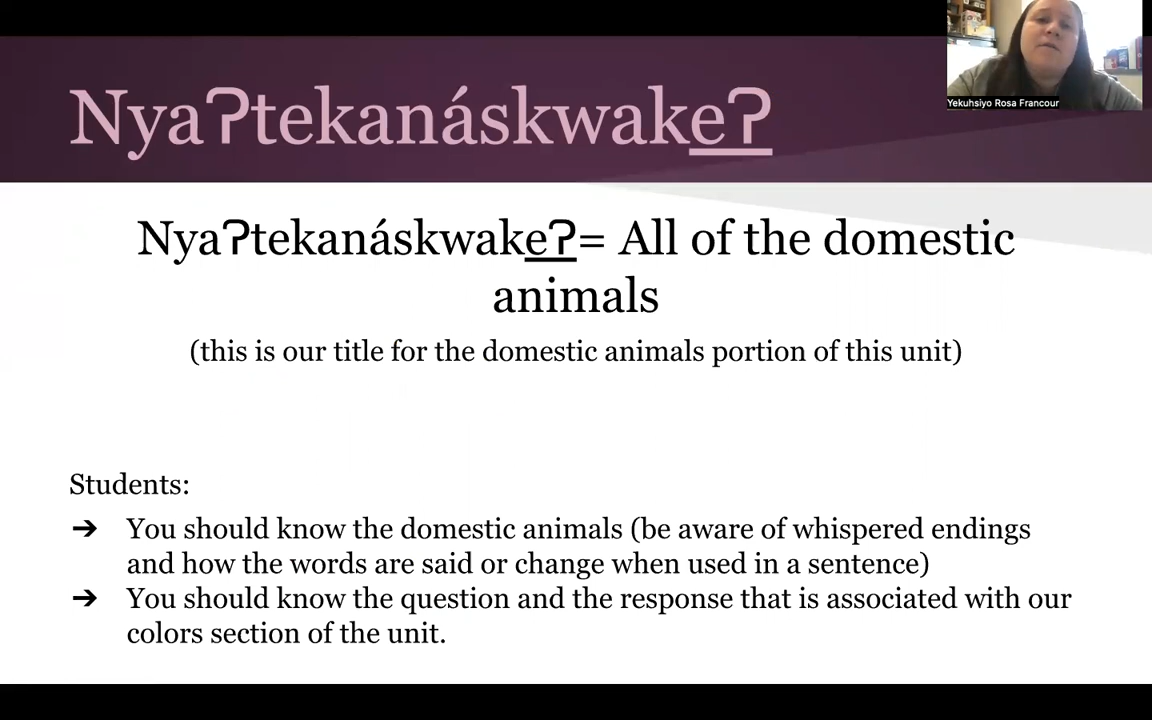 NyaɁtekanáskwakeɁ
Yekuhsiyo Rosa Francour
NyaɁtekanáskwakeɁ= All of the domestic
animals
(this is our title for the domestic animals portion of this unit)
Students:
➔ You should know the domestic animals (be aware of whispered endings
and how the words are said or change when used in a sentence)
➔ You should know the question and the response that is associated with our
colors section of the unit.